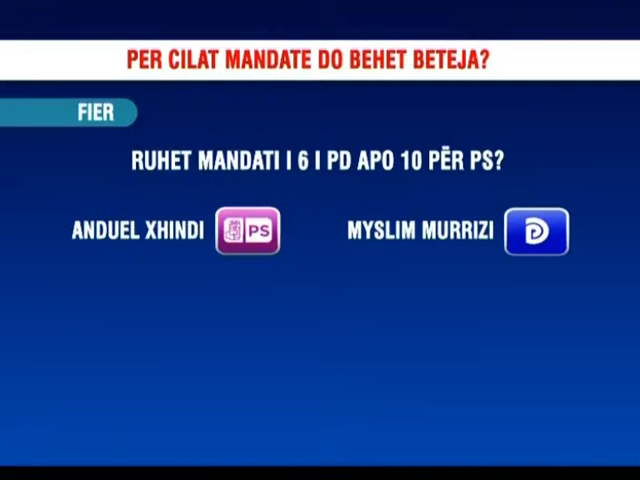 PER CILAT MANDATE DO BEHET BETEJA?
FIER
RUHET MANDATI I 6 I PD APO 10 PËR PS?
ANDUEL XHINDI PS MYSLIM MURRIZI D